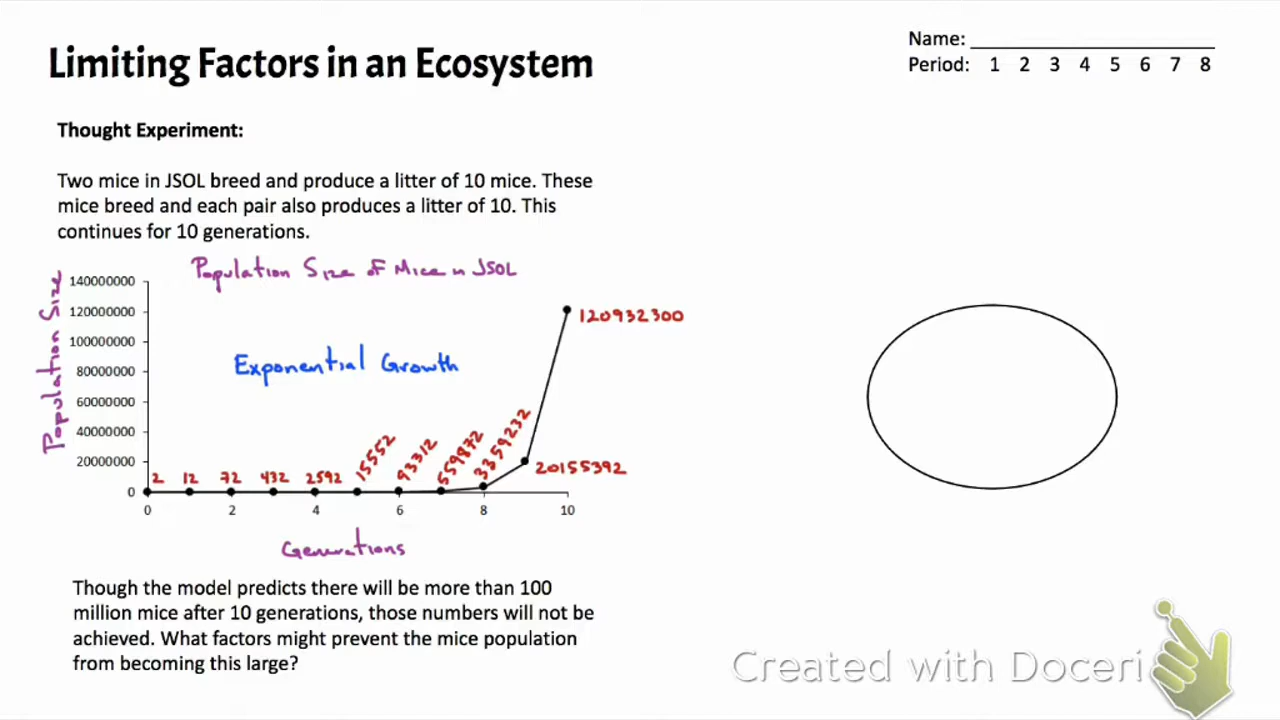 Limiting Factors in an Ecosystem
Name:
Period: 1 2 3 4 5 6 7 8
Thought Experiment:
Two mice in JSOL breed and produce a litter of 10 mice. These
mice breed and each pair also produces a litter of 10. This
continues for 10 generations.
Population Size of Mice in JSOL
Population Size
140000000
120000000
100000000
80000000
60000000
40000000
20000000
0
Exponential Growth
2 12 72 432 2592 15552 93312 559872 3359232 20155392 120932300
0 2 4 6 8 10
Generations
Though the model predicts there will be more than 100
million mice after 10 generations, those numbers will not be
achieved. What factors might prevent the mice population
from becoming this large?
Created with Doceri